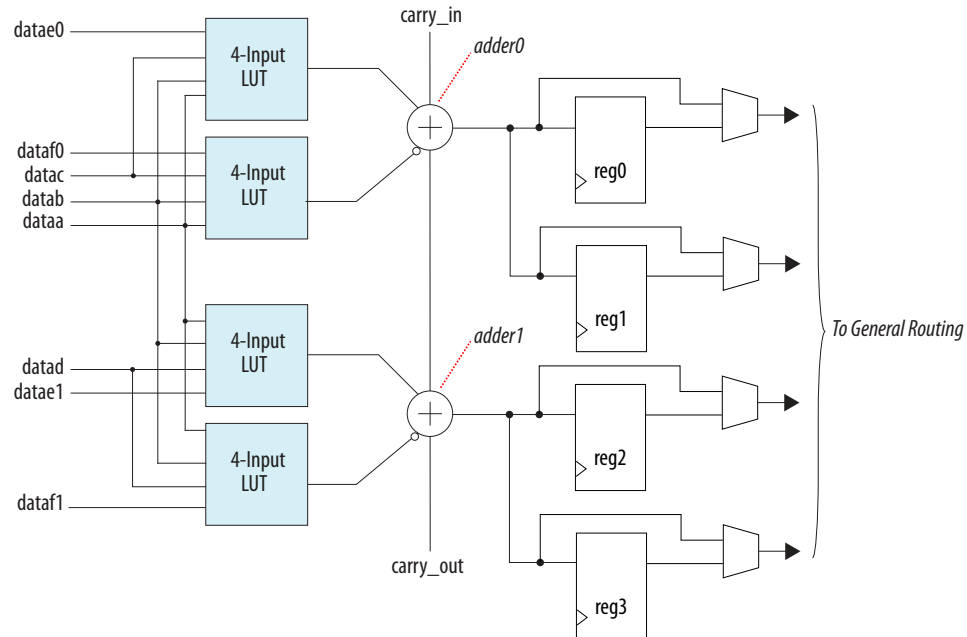 carry_in
datae0
adder0
4-Input
LUT
dataf0
datac
datab
dataa
4-Input
LUT
reg0
reg1
To General Routing
4-Input
LUT
adder1
datad
datae1
4-Input
LUT
reg2
dataf1
carry_out
reg3